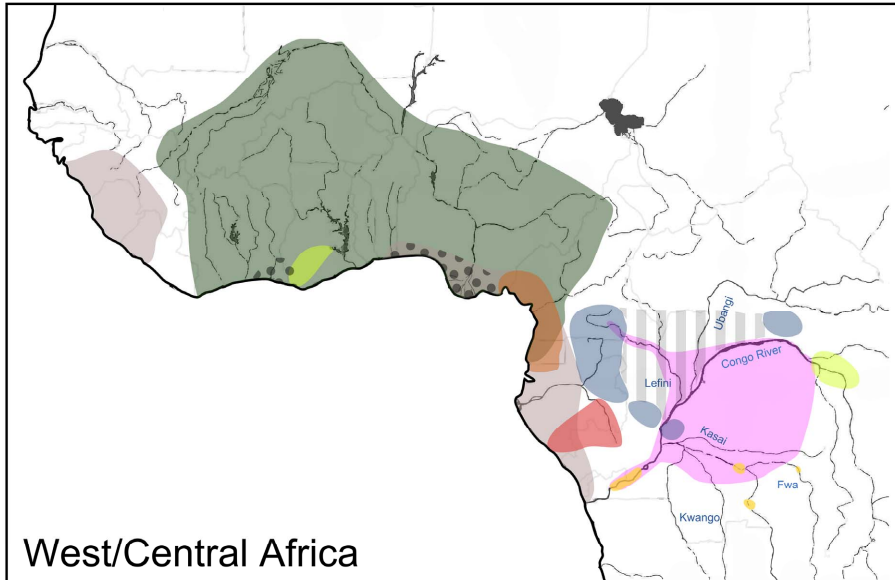 Ubangi
Congo River
Lefini
Kasai
Fwa
Kwango
West/Central Africa